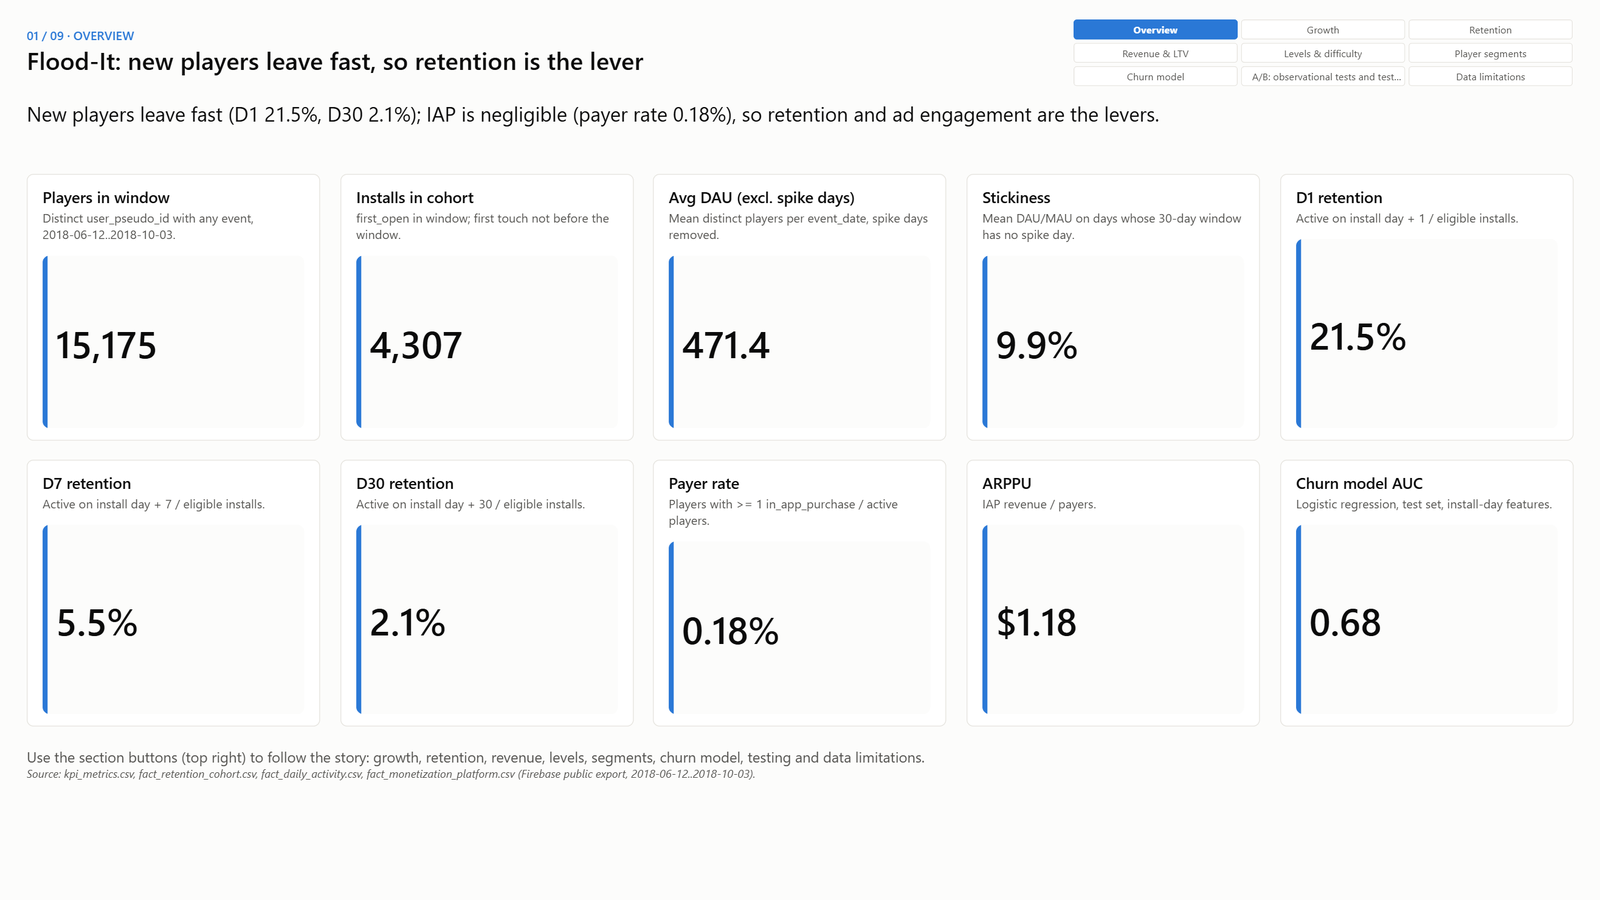 01 / 09 · OVERVIEW
Flood-It: new players leave fast, so retention is the lever
Overview
Growth
Retention
Revenue & LTV
Levels & difficulty
Player segments
Churn model
A/B: observational tests and test...
Data limitations
New players leave fast (D1 21.5%, D30 2.1%); IAP is negligible (payer rate 0.18%), so retention and ad engagement are the levers.
Players in window
Distinct user_pseudo_id with any event,
2018-06-12..2018-10-03.
15,175
Installs in cohort
first_open in window; first touch not before the
window.
4,307
Avg DAU (excl. spike days)
Mean distinct players per event_date, spike days
removed.
471.4
Stickiness
Mean DAU/MAU on days whose 30-day window
has no spike day.
9.9%
D1 retention
Active on install day + 1 / eligible installs.
21.5%
D7 retention
Active on install day + 7 / eligible installs.
5.5%
D30 retention
Active on install day + 30 / eligible installs.
2.1%
Payer rate
Players with >= 1 in_app_purchase / active
players.
0.18%
ARPPU
IAP revenue / payers.
$1.18
Churn model AUC
Logistic regression, test set, install-day features.
0.68
Use the section buttons (top right) to follow the story: growth, retention, revenue, levels, segments, churn model, testing and data limitations.
Source: kpi_metrics.csv, fact_retention_cohort.csv, fact_daily_activity.csv, fact_monetization_platform.csv (Firebase public export, 2018-06-12..2018-10-03).